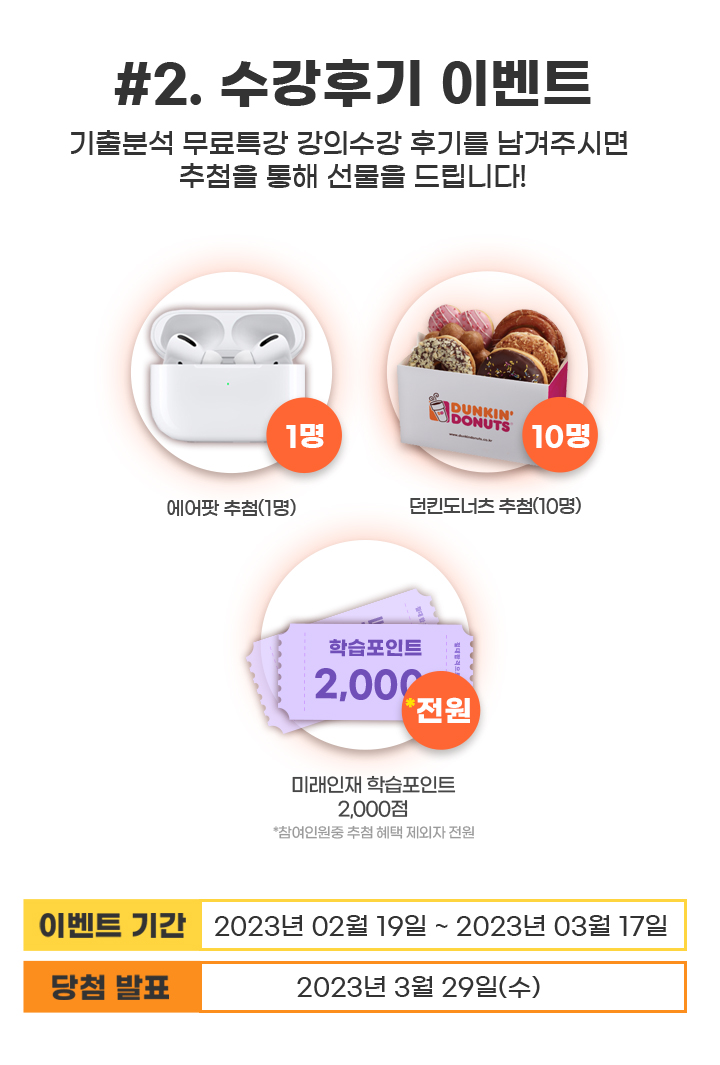 #2. 수강후기 이벤트
기출분석 무료특강 강의수강 후기를 남겨주시면
추첨을 통해 선물을 드립니다!
DUNKIN'
DONUTS
www.dunkindonuts.co.kr
1명
10명
에어팟 추첨(1명)
던킨도너츠 추첨(10명)
학습포인트
2,000
*전원
미래인재 학습포인트
2,000점
*참여인원중 추첨 혜택 제외자 전원
이벤트 기간
2023년 02월 19일 ~ 2023년 03월 17일
당첨 발표
2023년 3월 29일(수)